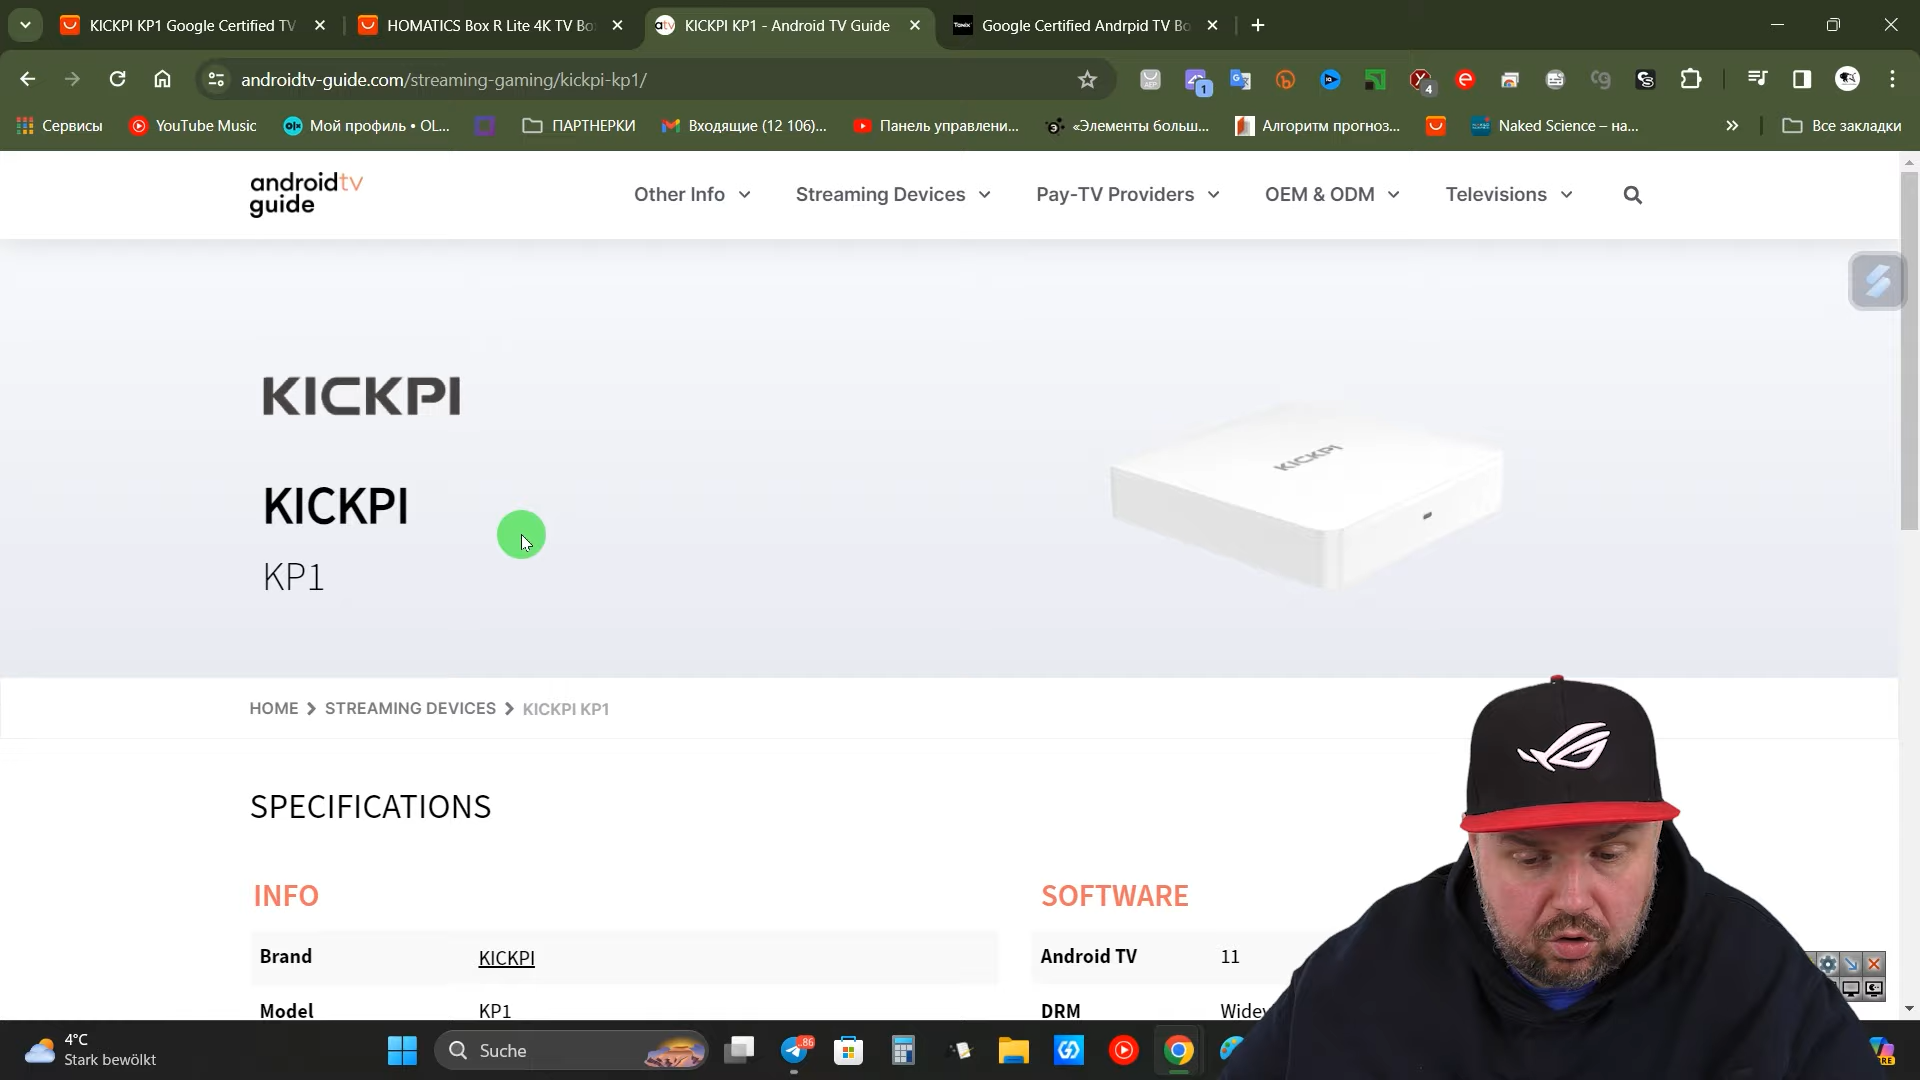 KICKPI KP1 Google Certified TV
HOMATICS Box R Lite 4K TV Bo
KICKPI KP1 - Android TV Guide
Google Certified Andrpid TV Bo
androidtv-guide.com/streaming-gaming/kickpi-kp1/
1
4
Сервисы
YouTube Music
Мой профиль • OL...
ПАРТНЕРКИ
Входящие (12 106)...
Панель управлени...
«Элементы больш...
Алгоритм прогноз...
Naked Science – на...
Все закладки
androidtv
guide
Other Info
Streaming Devices
Pay-TV Providers
OEM & ODM
Televisions
KICKPI
KICKPI
KICKPI
KP1
HOME
STREAMING DEVICES
KICKPI KP1
SPECIFICATIONS
INFO
SOFTWARE
Brand
KICKPI
Android TV
11
Model
KP1
DRM
4°C
Stark bewölkt
Suche
86